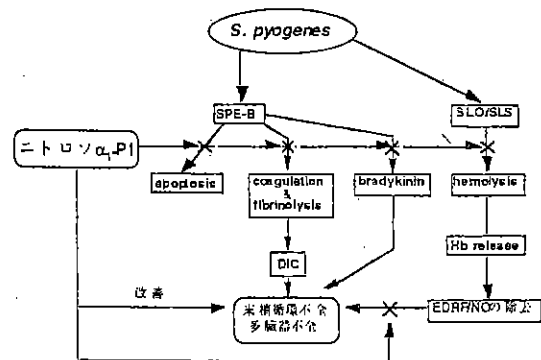 S. pyogenes
SPE-B
SLO/SLS
ニトロソα₁-PI
apoptosis
coagulation
&
fibrinolysis
bradykinin
hemolysis
Hb release
DIC
改善
末梢循環不全
多臓器不全
EDRF/NOの除去